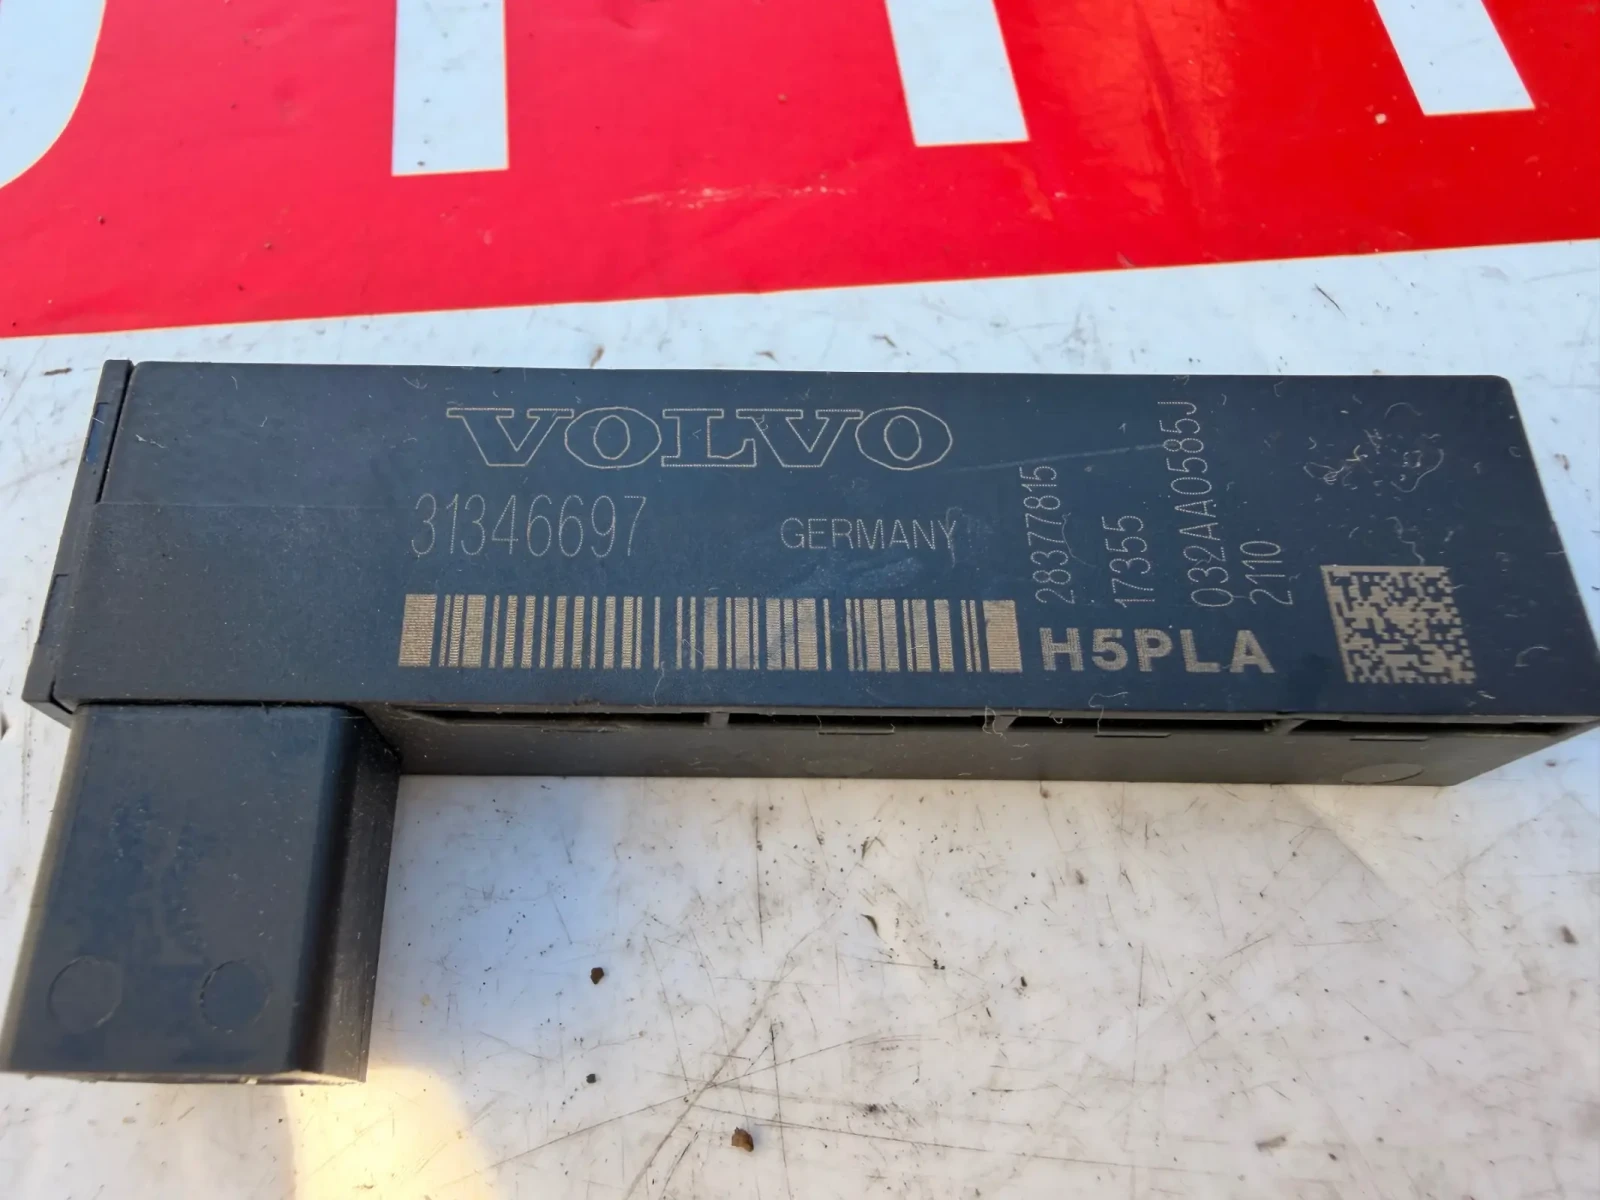 VOLVO
31346697
GERMANY
28377815
17355
032AA0585J
2110
H5PLA